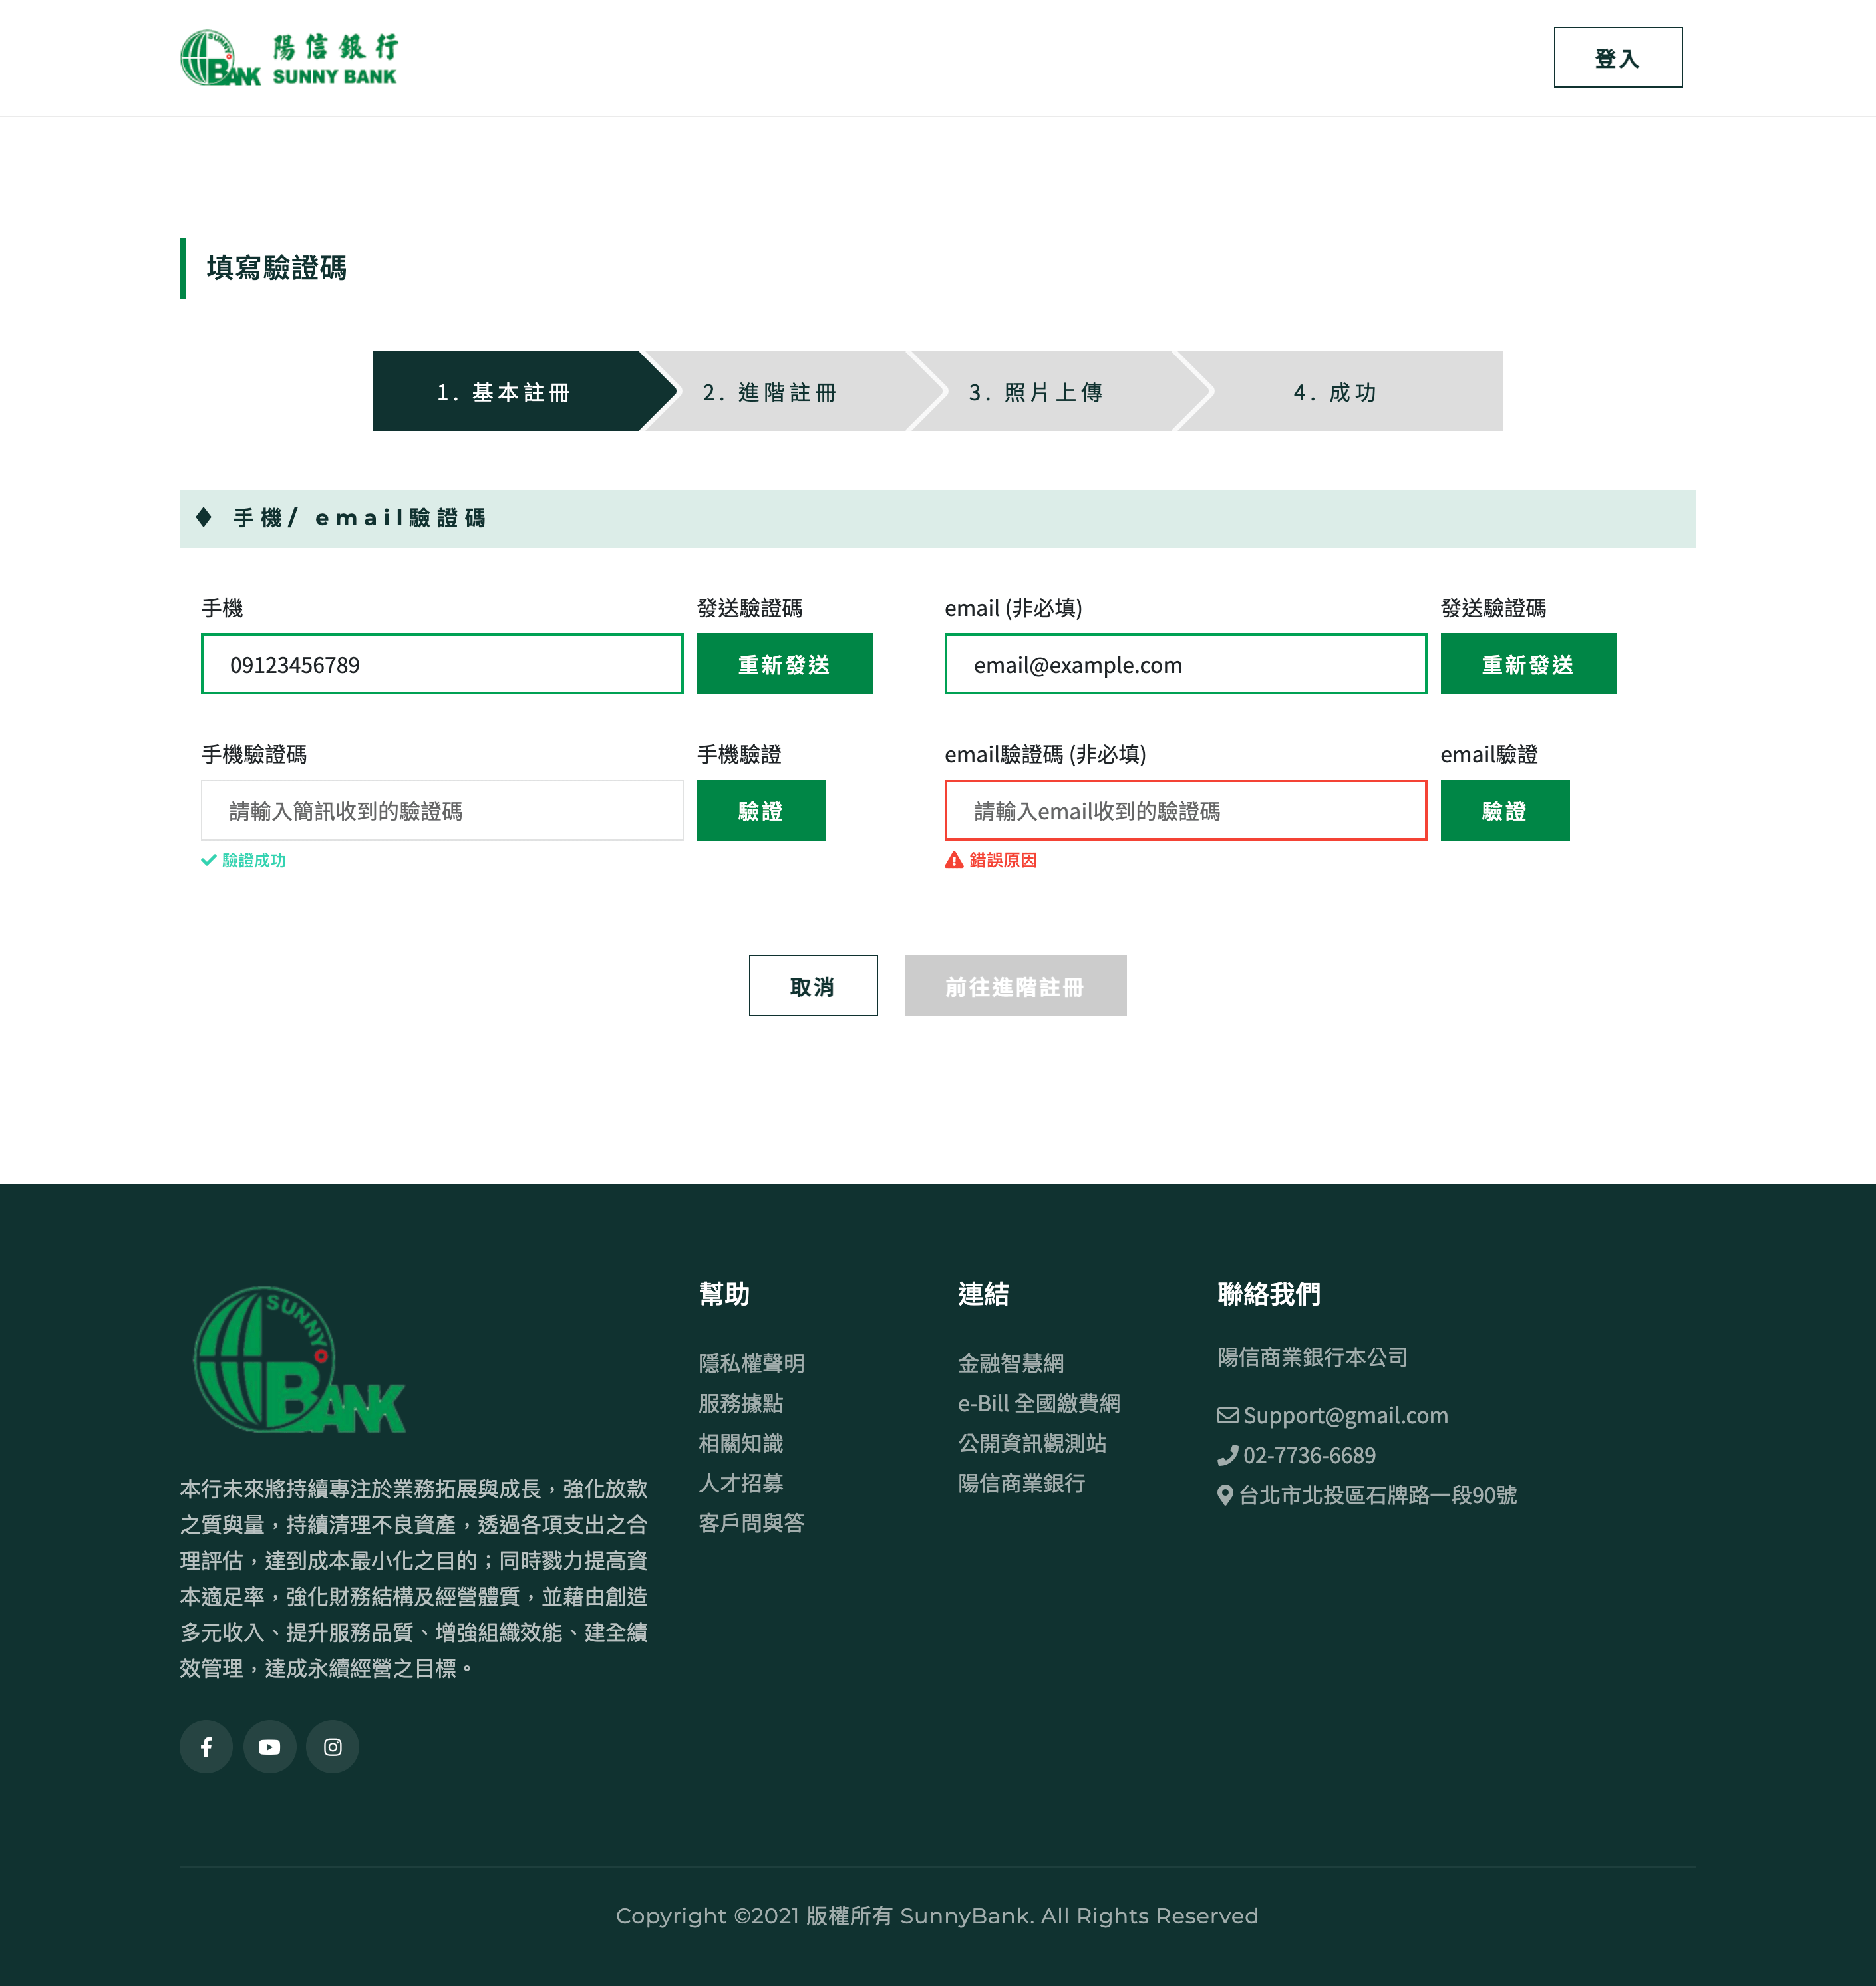 SUNNY BANK 陽信銀行
SUNNY BANK
登入
填寫驗證碼
1. 基本註冊
2. 進階註冊
3. 照片上傳
4. 成功
♦ 手機/ email驗證碼
手機
發送驗證碼
email (非必填)
發送驗證碼
09123456789
重新發送
email@example.com
重新發送
手機驗證碼
手機驗證
email驗證碼 (非必填)
email驗證
請輸入簡訊收到的驗證碼
驗證
請輸入email收到的驗證碼
驗證
驗證成功
錯誤原因
取消
前往進階註冊
SUNNY
BANK
本行未來將持續專注於業務拓展與成長，強化放款
之質與量，持續清理不良資產，透過各項支出之合
理評估，達到成本最小化之目的；同時戮力提高資
本適足率，強化財務結構及經營體質，並藉由創造
多元收入、提升服務品質、增強組織效能、建全績
效管理，達成永續經營之目標。
幫助
隱私權聲明
服務據點
相關知識
人才招募
客戶問與答
連結
金融智慧網
e-Bill 全國繳費網
公開資訊觀測站
陽信商業銀行
聯絡我們
陽信商業銀行本公司
Support@gmail.com
02-7736-6689
台北市北投區石牌路一段90號
Copyright ©2021 版權所有 SunnyBank. All Rights Reserved